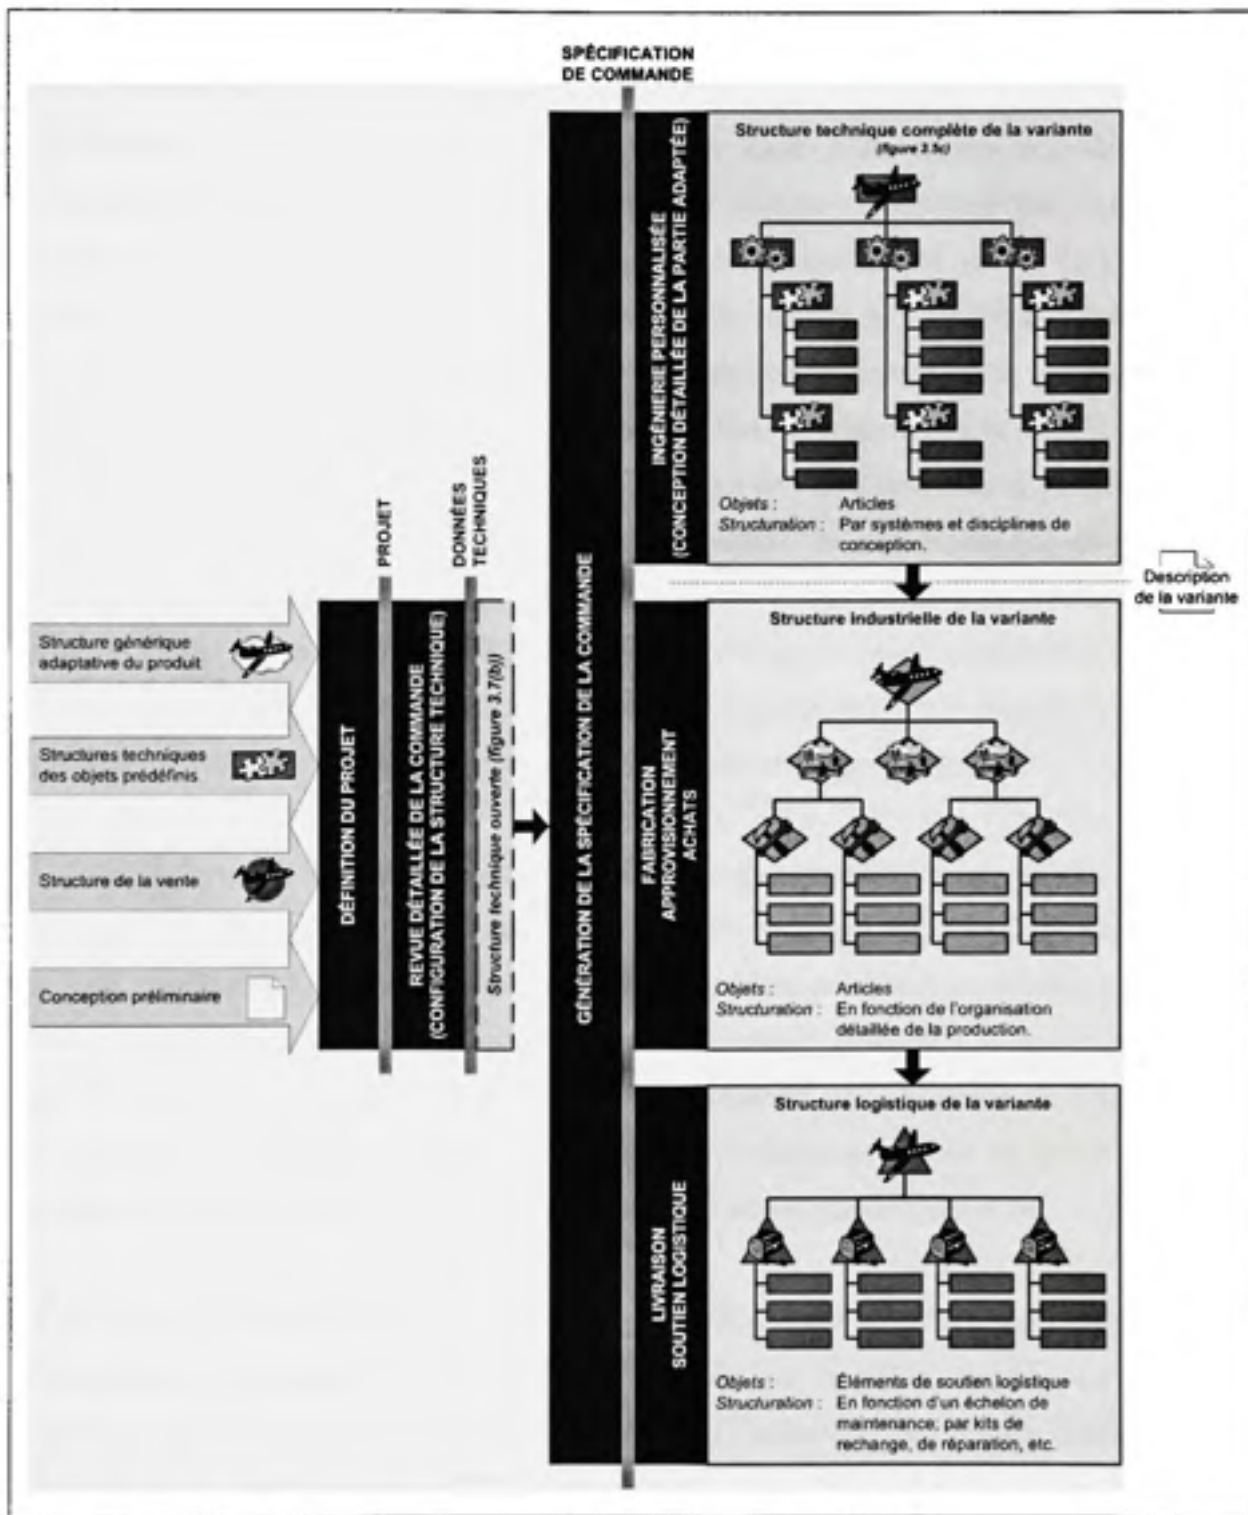 SPÉCIFICATION
DE COMMANDE
INGÉNIERIE PERSONNALISÉE
(CONCEPTION DÉTAILLÉE DE LA PARTIE ADAPTÉE)
Structure technique complète de la variante
(figure 3.5c)
Objets : Articles
Structuration : Par systèmes et disciplines de
conception.
Description
de la variante
PROJET
DONNÉES
TECHNIQUES
Structure générique
adaptative du produit
Structures techniques
des objets prédéfinis
Structure de la vente
Conception préliminaire
DÉFINITION DU PROJET
REVUE DÉTAILLÉE DE LA COMMANDE
(CONFIGURATION DE LA STRUCTURE TECHNIQUE)
Structure technique ouverte (figure 3.7(b))
GÉNÉRATION DE LA SPÉCIFICATION DE LA COMMANDE
FABRICATION
APPROVISIONNEMENT
ACHATS
Structure industrielle de la variante
Objets : Articles
Structuration : En fonction de l'organisation
détaillée de la production.
LIVRAISON
SOUTIEN LOGISTIQUE
Structure logistique de la variante
Objets : Éléments de soutien logistique
Structuration : En fonction d'un échelon de
maintenance; par kits de
rechange, de réparation, etc.